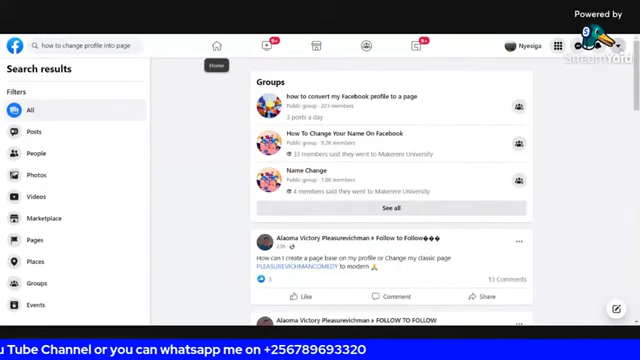 Powered by
StreamYard
how to change profile into page
9+
9+
Nyesiga
Home
Search results
Filters
All
Posts
People
Photos
Videos
Marketplace
Pages
Places
Groups
Events
Groups
how to convert my Facebook profile to a page
Public group · 223 members
3 posts a day
How To Change Your Name On Facebook
Public group · 9.2K members
33 members said they went to Makerere University
Name Change
Public group · 1.8K members
4 members said they went to Makerere University
See all
Alaoma Victory Pleasurevichman ▸ Follow to Follow���
23h ·
How can I create a page base on my profile or Change my classic page
PLEASUREVICHMANCOMEDY to modern 🙏
3
13 Comments
Like Comment Share
Alaoma Victory Pleasurevichman ▸ FOLLOW TO FOLLOW
u Tube Channel or you can whatsapp me on +256789693320